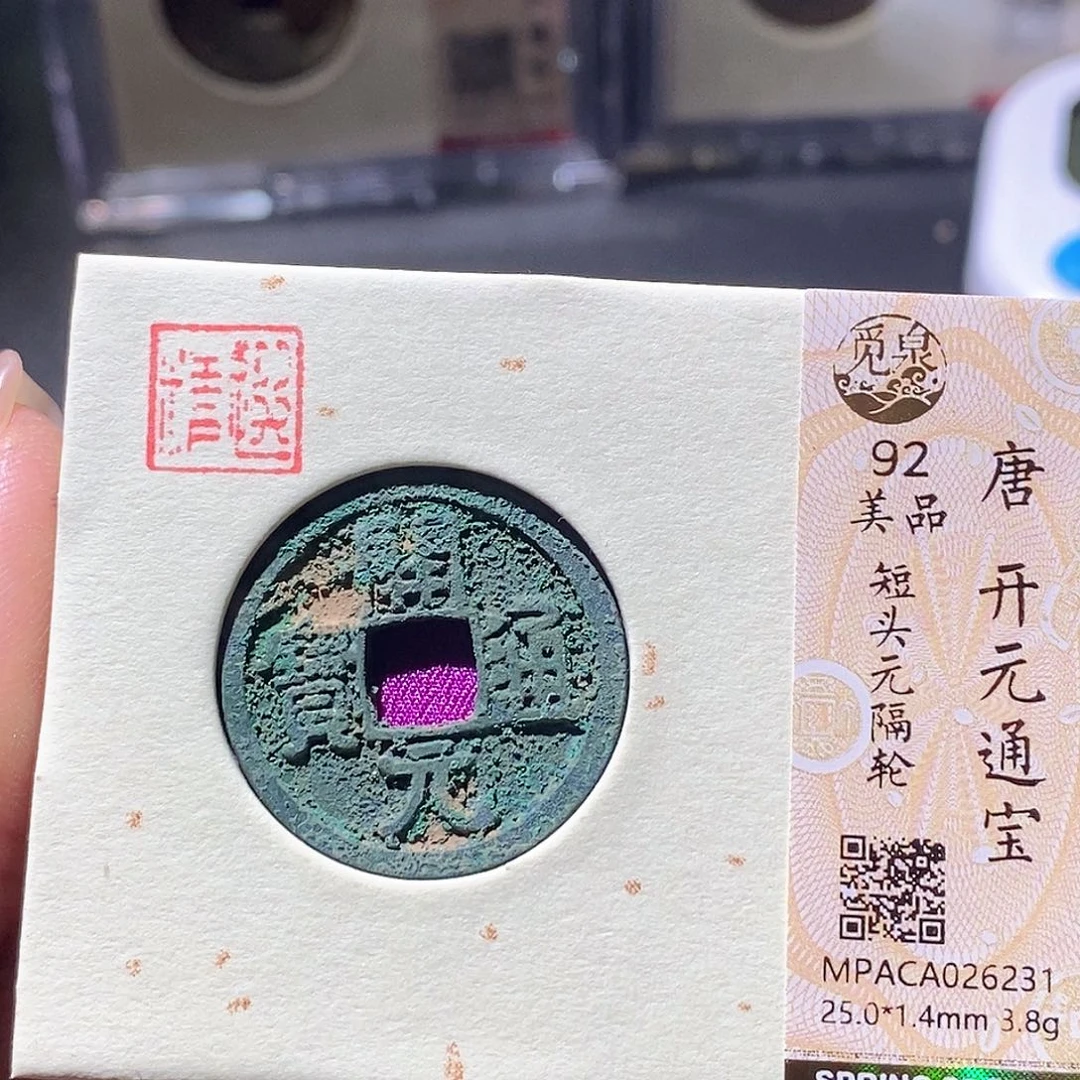 開通元寶
觅泉
92
美品
唐 开元通宝
短头元隔轮
MPACA026231
25.0*1.4mm 3.8g